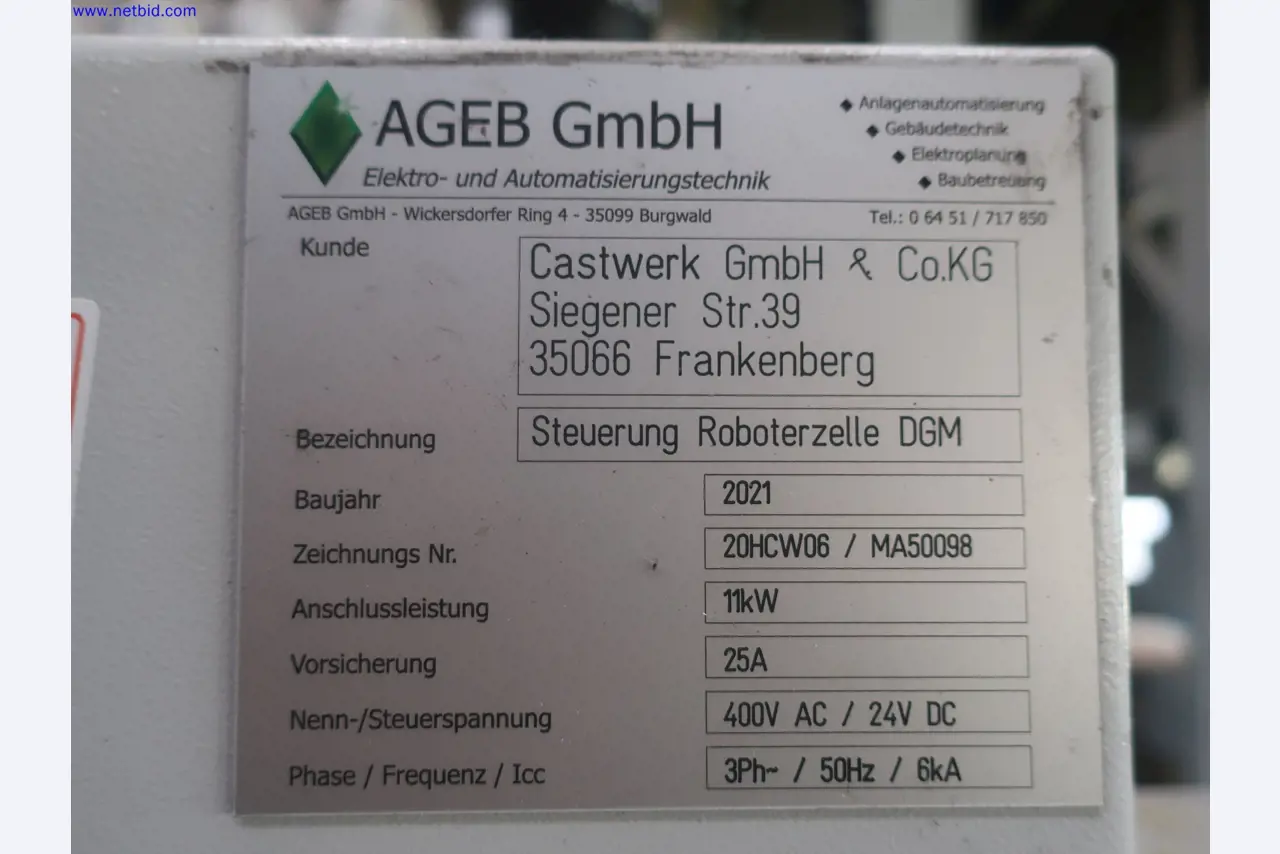 www.netbid.com
AGEB GmbH
Elektro- und Automatisierungstechnik
Anlagenautomatisierung
Gebäudetechnik
Elektroplanung
Baubetreuung
AGEB GmbH - Wickersdorfer Ring 4 - 35099 Burgwald Tel.: 0 64 51 / 717 850
Kunde
Castwerk GmbH & Co.KG
Siegener Str.39
35066 Frankenberg
Bezeichnung Steuerung Roboterzelle DGM
Baujahr 2021
Zeichnungs Nr. 20HCW06 / MA50098
Anschlussleistung 11kW
Vorsicherung 25A
Nenn-/Steuerspannung 400V AC / 24V DC
Phase / Frequenz / Icc 3Ph~ / 50Hz / 6kA